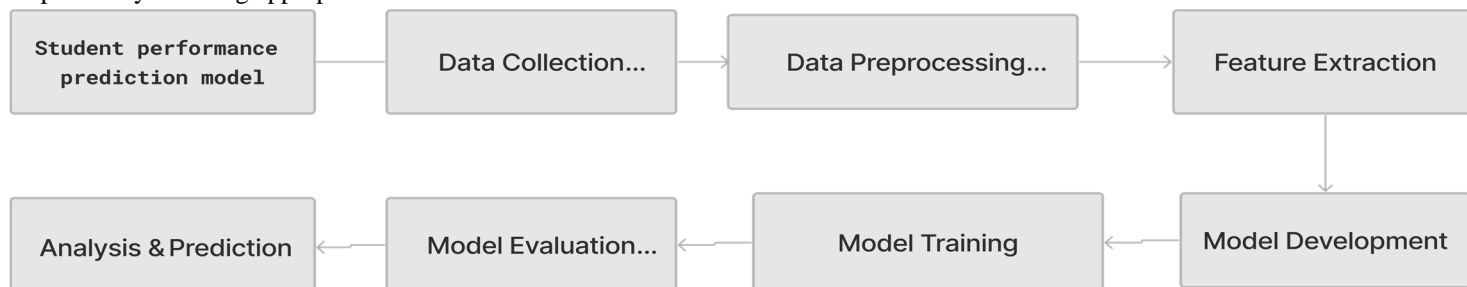 Student performance
prediction model
Data Collection...
Data Preprocessing...
Feature Extraction
Model Development
Model Training
Model Evaluation...
Analysis & Prediction